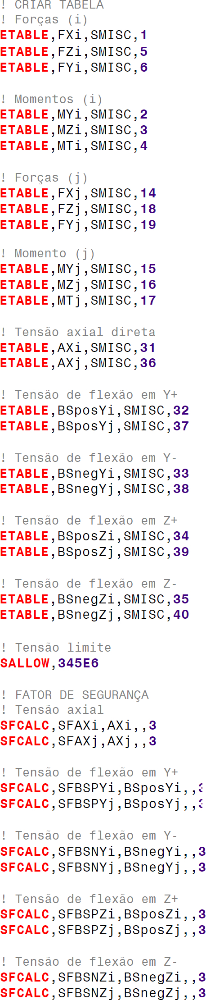 ! CRIAR TABELA
! Forças (i)
ETABLE,FXi,SMISC,1
ETABLE,FZi,SMISC,5
ETABLE,FYi,SMISC,6
! Momentos (i)
ETABLE,MYi,SMISC,2
ETABLE,MZi,SMISC,3
ETABLE,MTi,SMISC,4
! Forças (j)
ETABLE,FXj,SMISC,14
ETABLE,FZj,SMISC,18
ETABLE,FYj,SMISC,19
! Momento (j)
ETABLE,MYj,SMISC,15
ETABLE,MZj,SMISC,16
ETABLE,MTj,SMISC,17
! Tensão axial direta
ETABLE,AXi,SMISC,31
ETABLE,AXj,SMISC,36
! Tensão de flexão em Y+
ETABLE,BSposYi,SMISC,32
ETABLE,BSposYj,SMISC,37
! Tensão de flexão em Y-
ETABLE,BSnegYi,SMISC,33
ETABLE,BSnegYj,SMISC,38
! Tensão de flexão em Z+
ETABLE,BSposZi,SMISC,34
ETABLE,BSposZj,SMISC,39
! Tensão de flexão em Z-
ETABLE,BSnegZi,SMISC,35
ETABLE,BSnegZj,SMISC,40
! Tensão limite
SALLOW,345E6
! FATOR DE SEGURANÇA
! Tensão axial
SFCALC,SFAXi,AXi,,3
SFCALC,SFAXj,AXj,,3
! Tensão de flexão em Y+
SFCALC,SFBSPYi,BSposYi,,3
SFCALC,SFBSPYj,BSposYj,,3
! Tensão de flexão em Y-
SFCALC,SFBSNYi,BSnegYi,,3
SFCALC,SFBSNYj,BSnegYj,,3
! Tensão de flexão em Z+
SFCALC,SFBSPZi,BSposZi,,3
SFCALC,SFBSPZj,BSposZj,,3
! Tensão de flexão em Z-
SFCALC,SFBSNZi,BSnegZi,,3
SFCALC,SFBSNZj,BSnegZj,,3